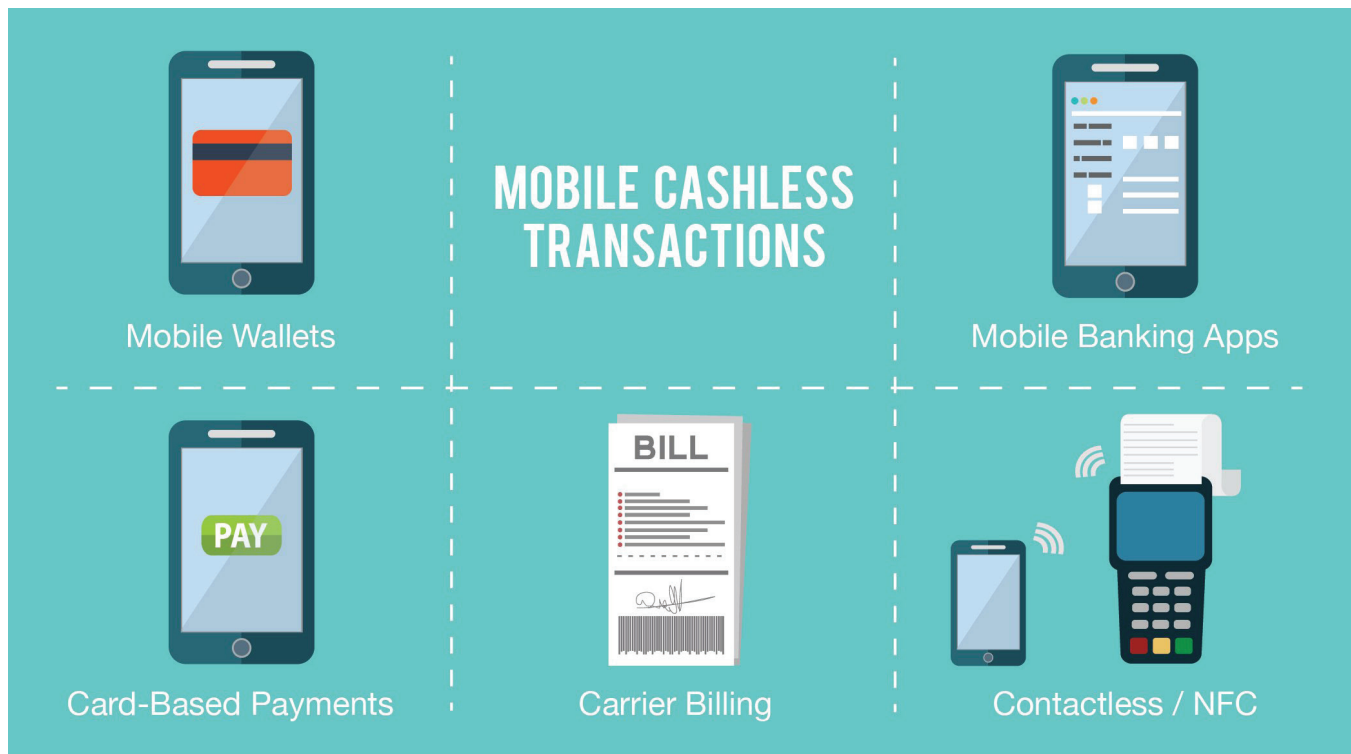 MOBILE CASHLESS
TRANSACTIONS
Mobile Wallets
Mobile Banking Apps
PAY
Card-Based Payments
BILL
Carrier Billing
Contactless / NFC